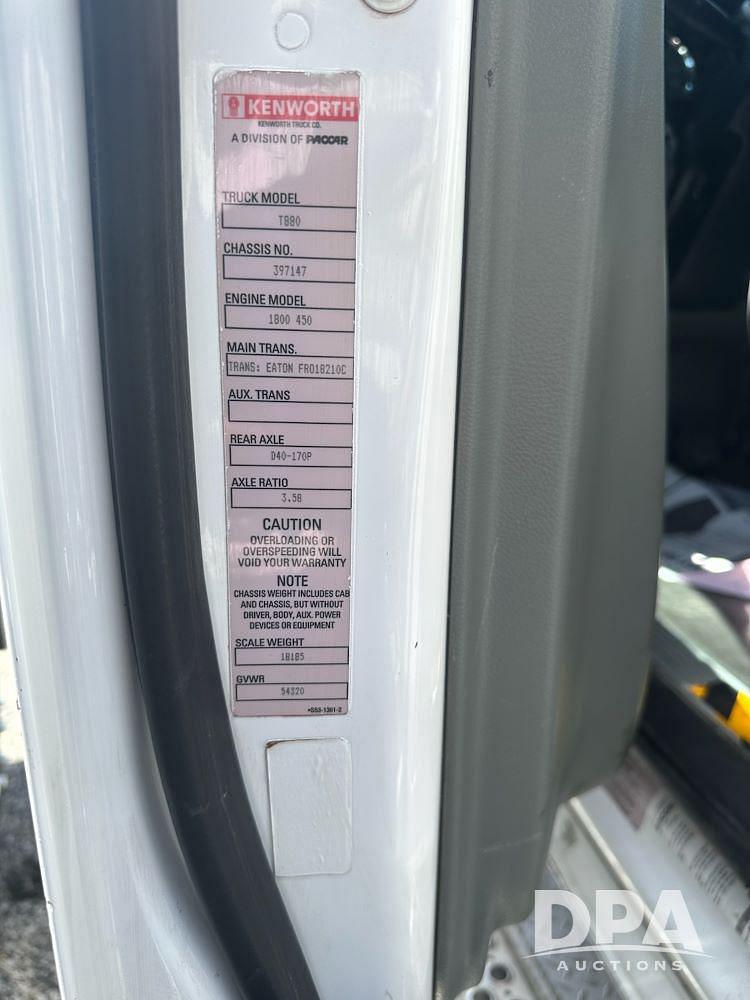 KENWORTH
KENWORTH TRUCK CO.
A DIVISION OF PACCAR
TRUCK MODEL
T880
CHASSIS NO.
397147
ENGINE MODEL
1800 450
MAIN TRANS.
TRANS: EATON FRO18210C
AUX. TRANS
REAR AXLE
D40-170P
AXLE RATIO
3.58
CAUTION
OVERLOADING OR
OVERSPEEDING WILL
VOID YOUR WARRANTY
NOTE
CHASSIS WEIGHT INCLUDES CAB
AND CHASSIS, BUT WITHOUT
DRIVER, BODY, AUX. POWER
DEVICES OR EQUIPMENT
SCALE WEIGHT
18185
GVWR
54320
*S53-1301-2
DPA
AUCTIONS